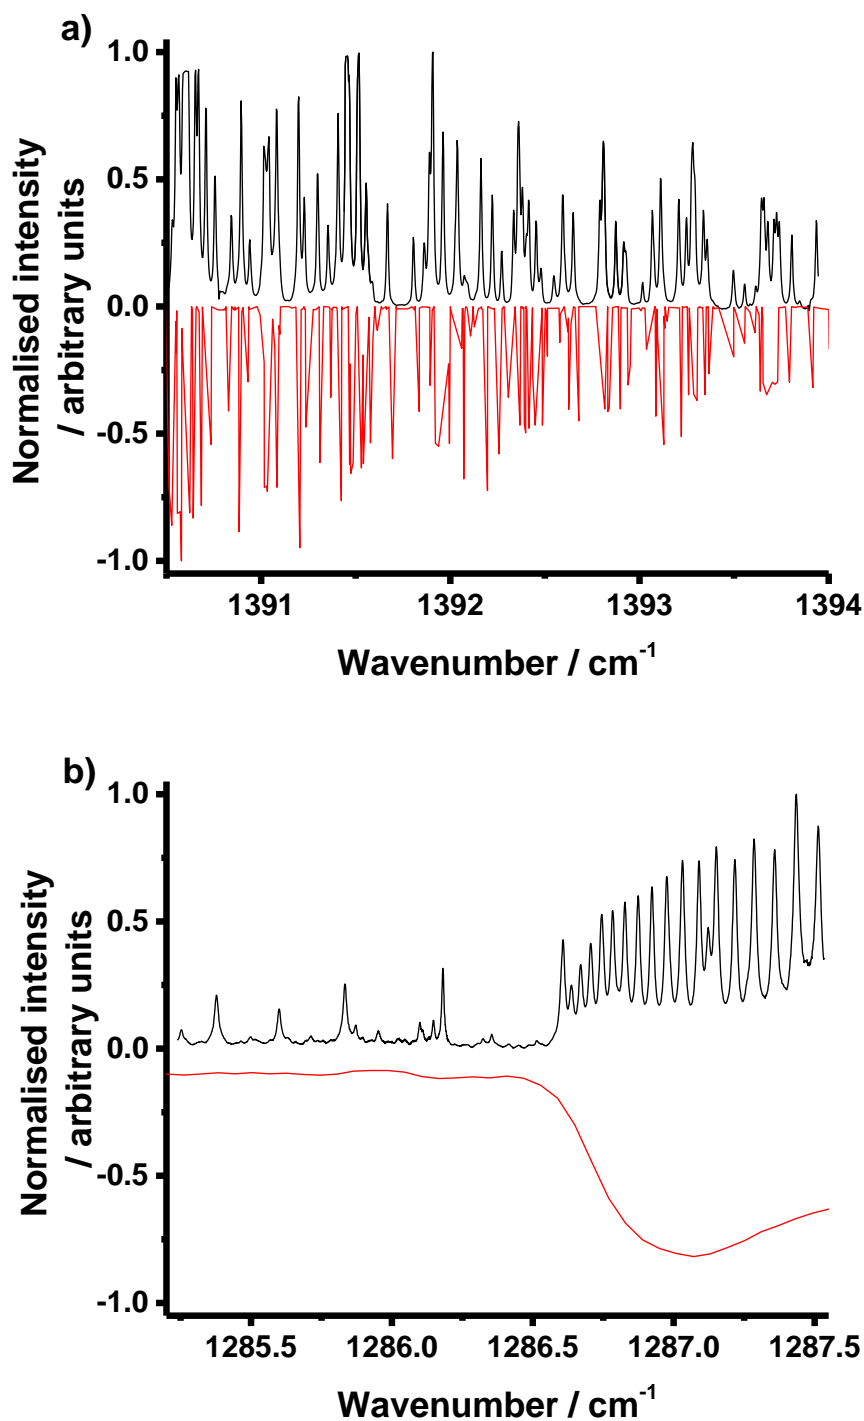 a)
1.0
0.5
0.0
-0.5
-1.0
Normalised intensity
/ arbitrary units
1391 1392 1393 1394
Wavenumber / cm⁻¹
b)
1.0
0.5
0.0
-0.5
-1.0
Normalised intensity
/ arbitrary units
1285.5 1286.0 1286.5 1287.0 1287.5
Wavenumber / cm⁻¹